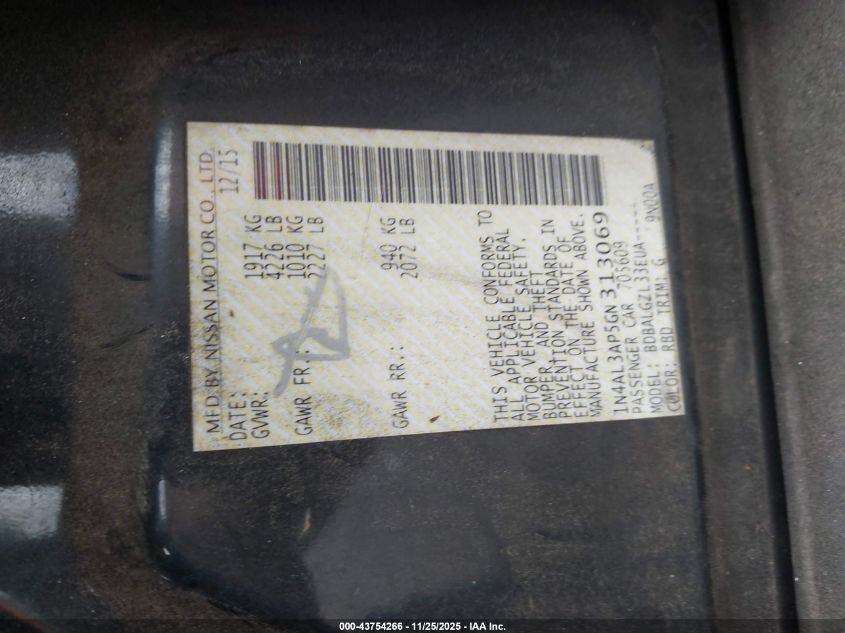 MFD BY NISSAN MOTOR CO., LTD.
DATE: 12/15
GVWR: 1917 KG
4226 LB
GAWR FR.: 1010 KG
2227 LB
GAWR RR.: 940 KG
2072 LB
THIS VEHICLE CONFORMS TO
ALL APPLICABLE FEDERAL
MOTOR VEHICLE SAFETY,
BUMPER, AND THEFT
PREVENTION STANDARDS IN
EFFECT ON THE DATE OF
MANUFACTURE SHOWN ABOVE.
1N4AL3AP5GN313069
PASSENGER CAR 705609
MODEL: BDBALGZL33EUA-----
COLOR: RBD TRIM: G 9N20A
000-43754266 - 11/25/2025 - IAA Inc.